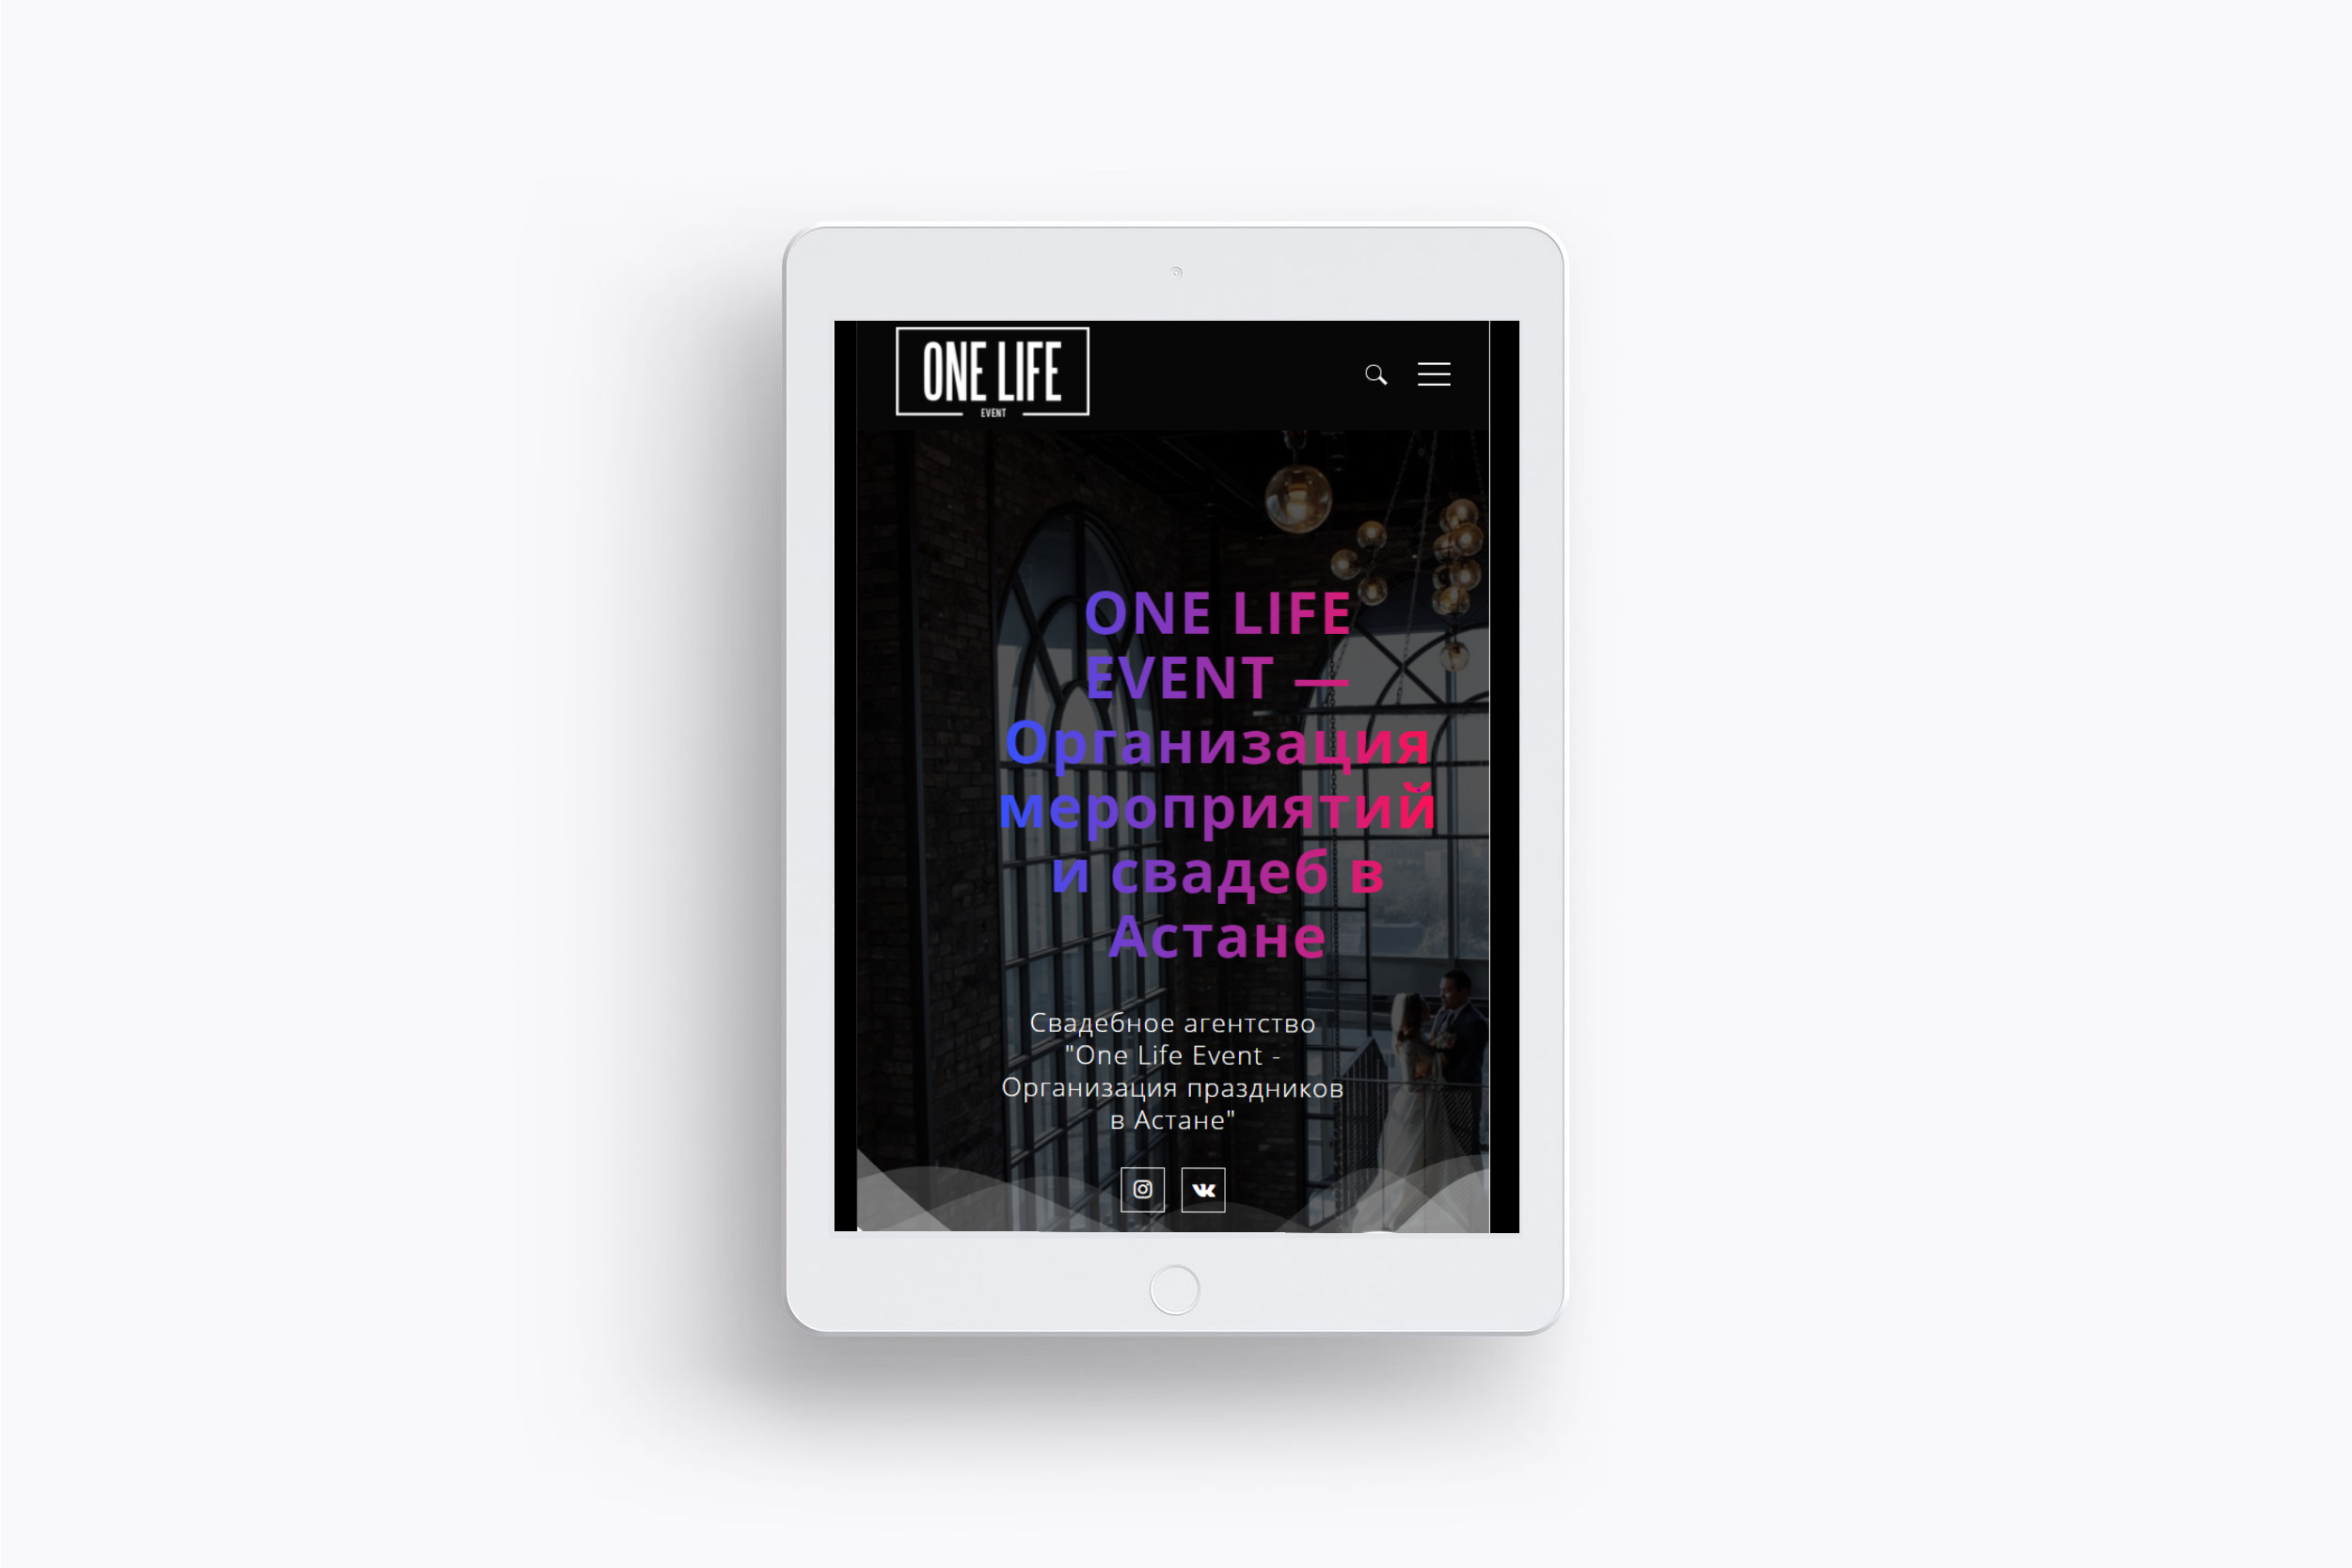 ONE LIFE
EVENT
ONE LIFE
EVENT —
Организация
мероприятий
и свадеб в
Астане
Свадебное агентство
"One Life Event -
Организация праздников
в Астане"